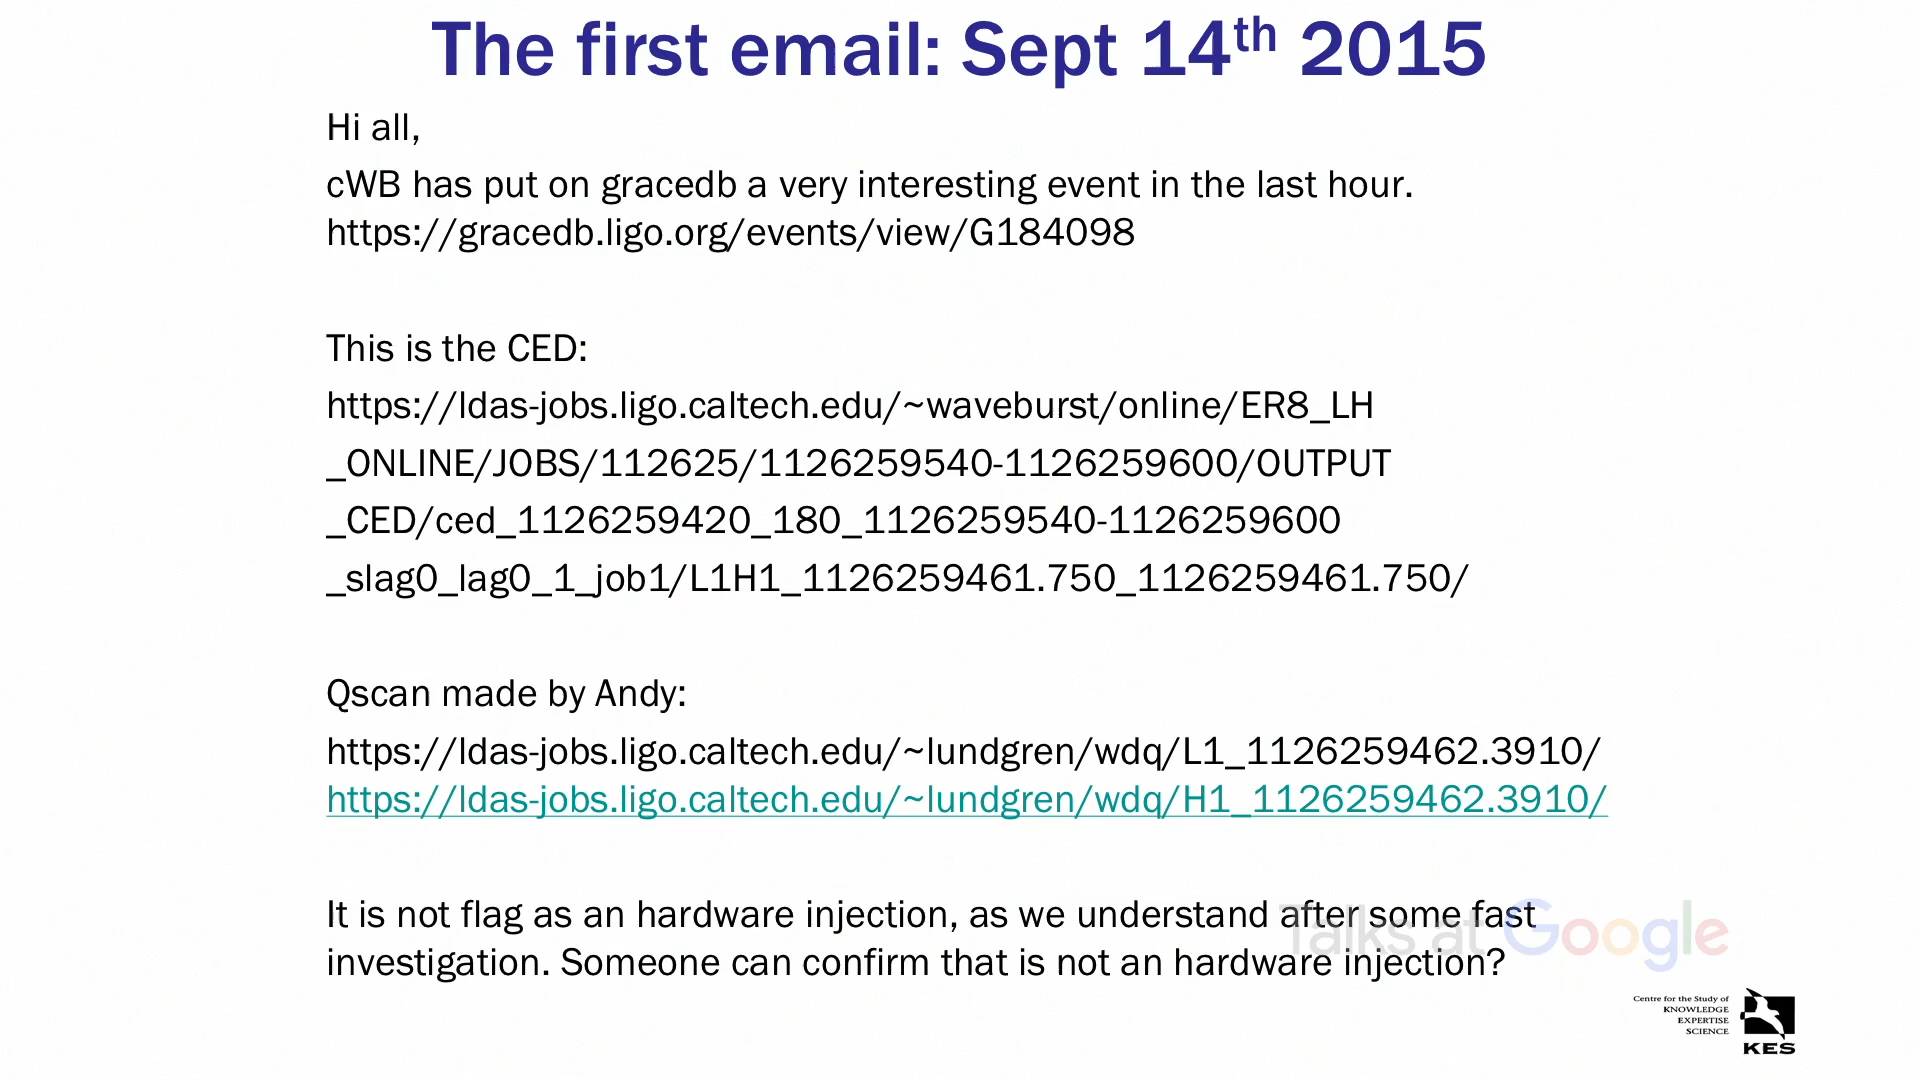 The first email: Sept 14th 2015
Hi all,
cWB has put on gracedb a very interesting event in the last hour.
https://gracedb.ligo.org/events/view/G184098
This is the CED:
https://ldas-jobs.ligo.caltech.edu/~waveburst/online/ER8_LH
_ONLINE/JOBS/112625/1126259540-1126259600/OUTPUT
_CED/ced_1126259420_180_1126259540-1126259600
_slag0_lag0_1_job1/L1H1_1126259461.750_1126259461.750/
Qscan made by Andy:
https://ldas-jobs.ligo.caltech.edu/~lundgren/wdq/L1_1126259462.3910/
https://ldas-jobs.ligo.caltech.edu/~lundgren/wdq/H1_1126259462.3910/
It is not flag as an hardware injection, as we understand after some fast
investigation. Someone can confirm that is not an hardware injection?
Talks at Google
Centre for the Study of
KNOWLEDGE
EXPERTISE
SCIENCE
KES